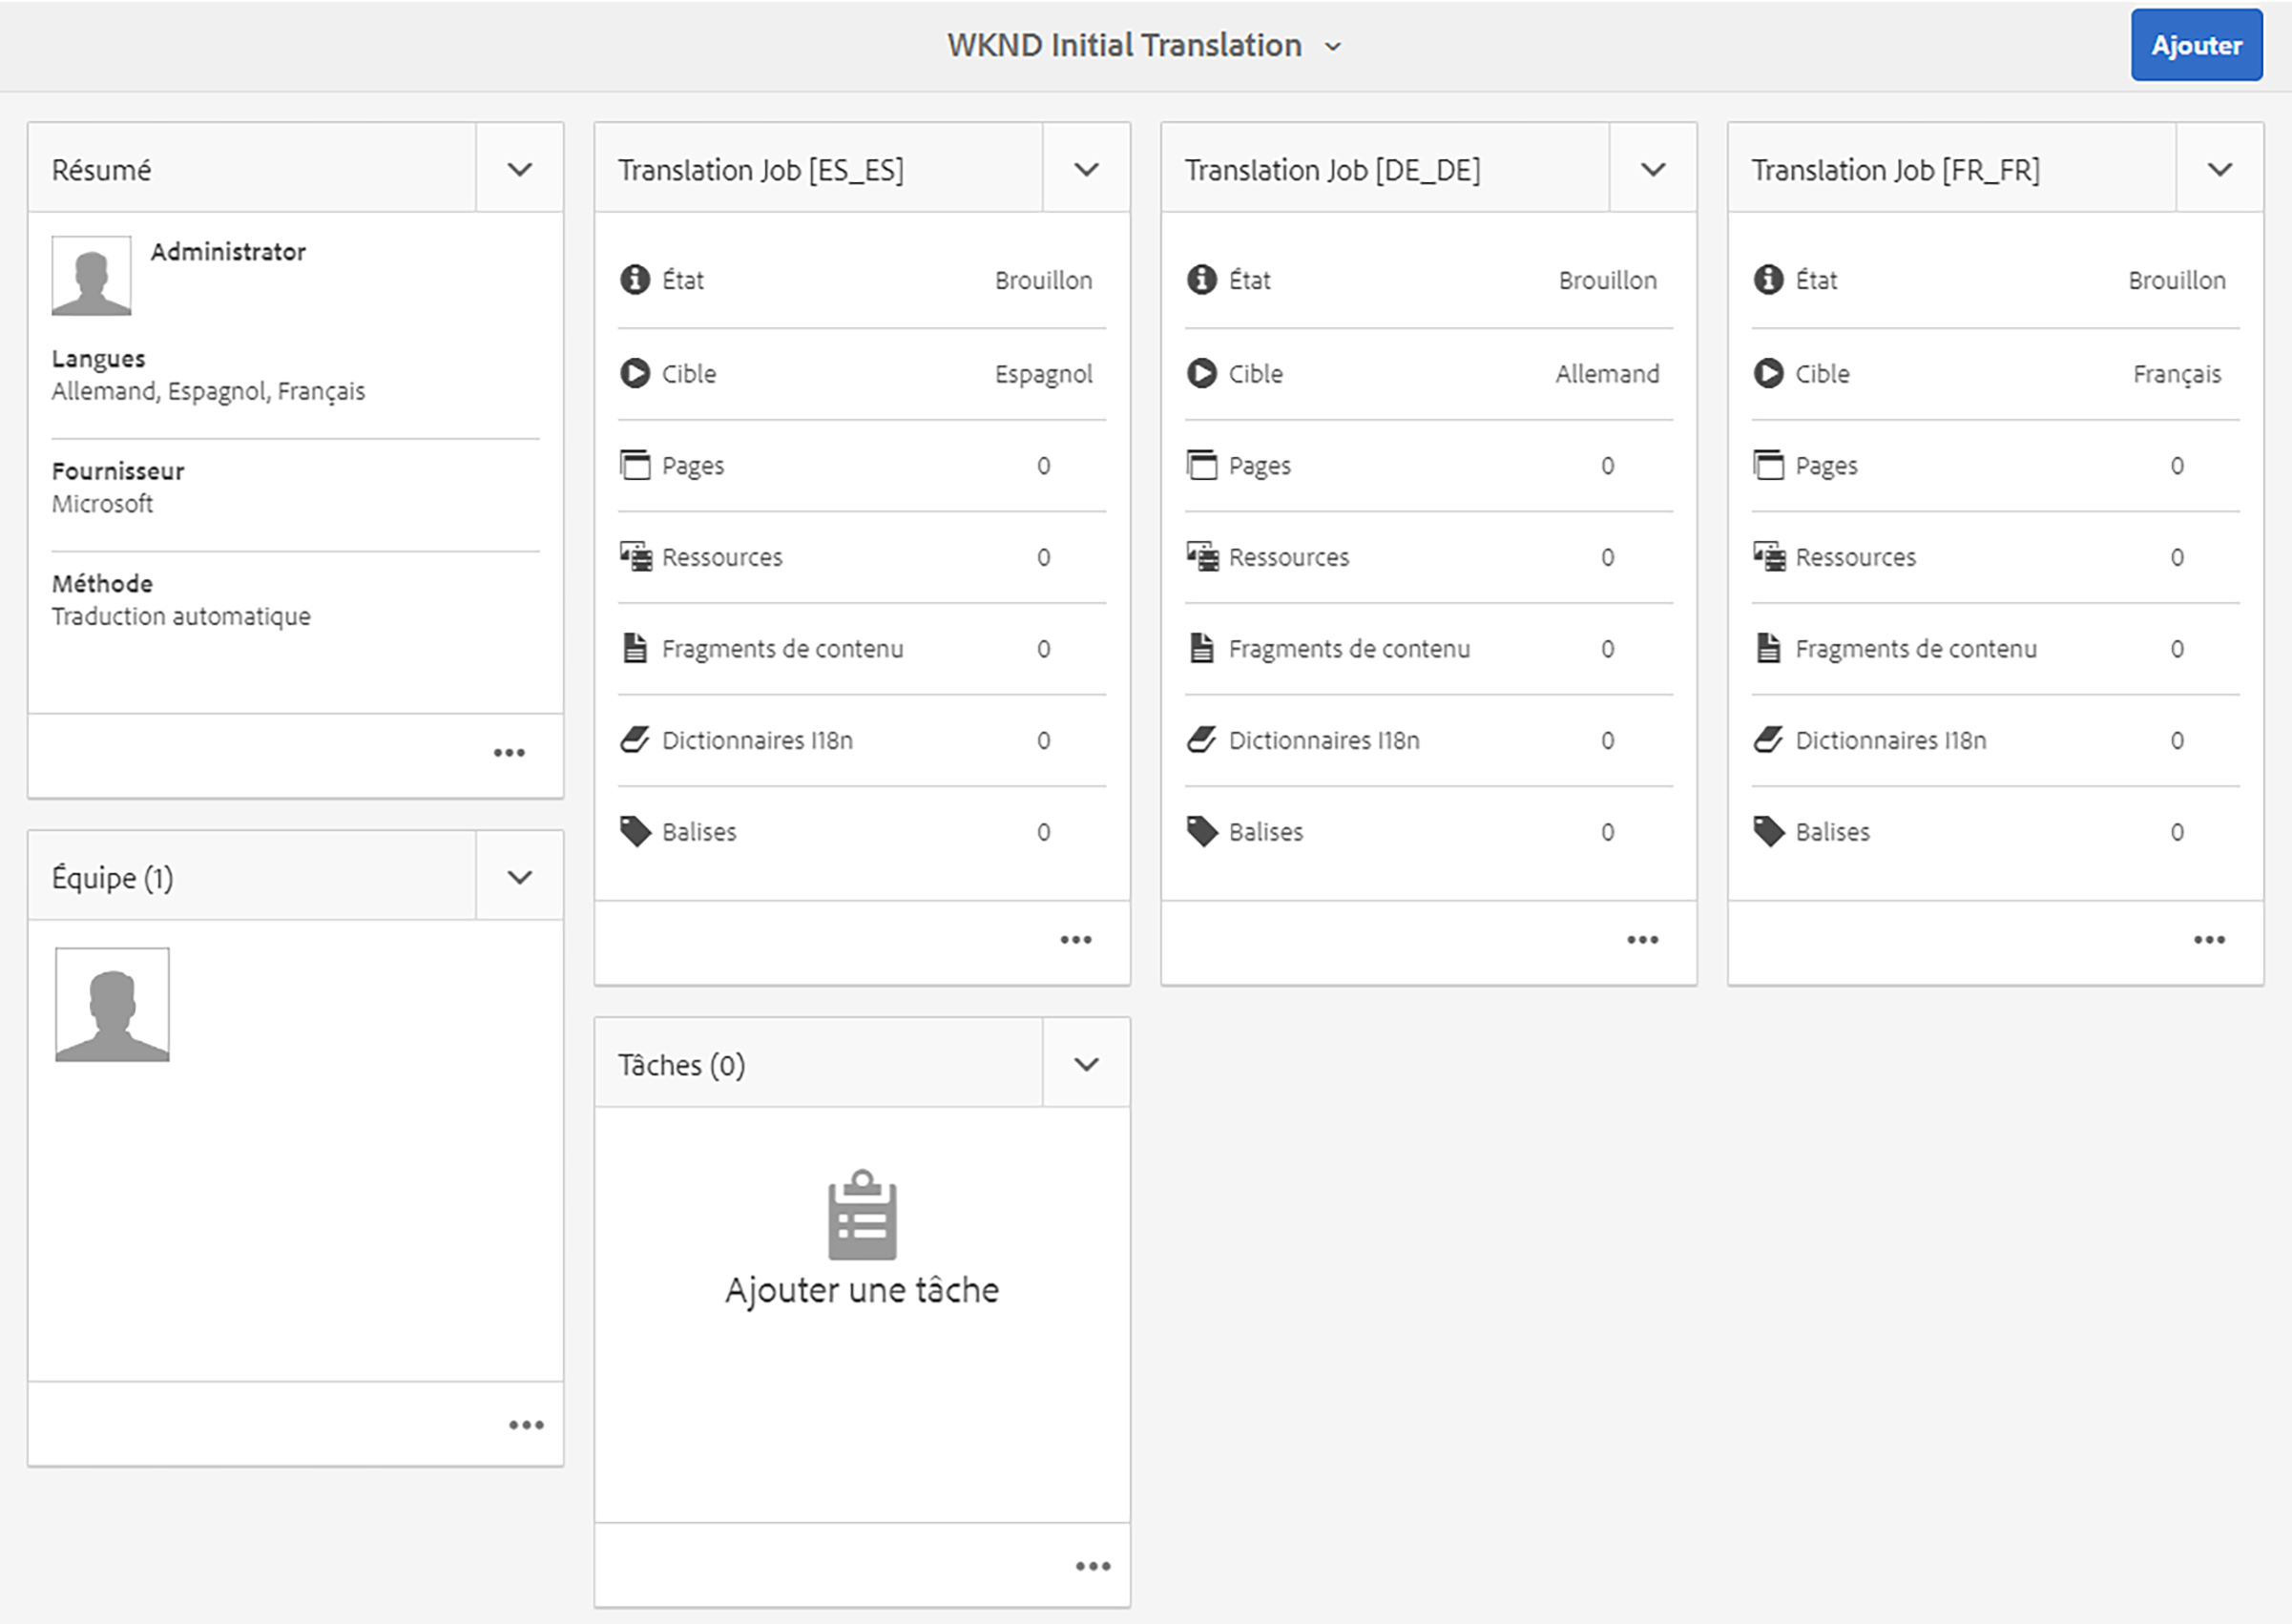 WKND Initial Translation
Ajouter
Résumé
Administrator
Langues
Allemand, Espagnol, Français
Fournisseur
Microsoft
Méthode
Traduction automatique
Équipe (1)
Translation Job [ES_ES]
État Brouillon
Cible Espagnol
Pages 0
Ressources 0
Fragments de contenu 0
Dictionnaires I18n 0
Balises 0
Tâches (0)
Ajouter une tâche
Translation Job [DE_DE]
État Brouillon
Cible Allemand
Pages 0
Ressources 0
Fragments de contenu 0
Dictionnaires I18n 0
Balises 0
Translation Job [FR_FR]
État Brouillon
Cible Français
Pages 0
Ressources 0
Fragments de contenu 0
Dictionnaires I18n 0
Balises 0